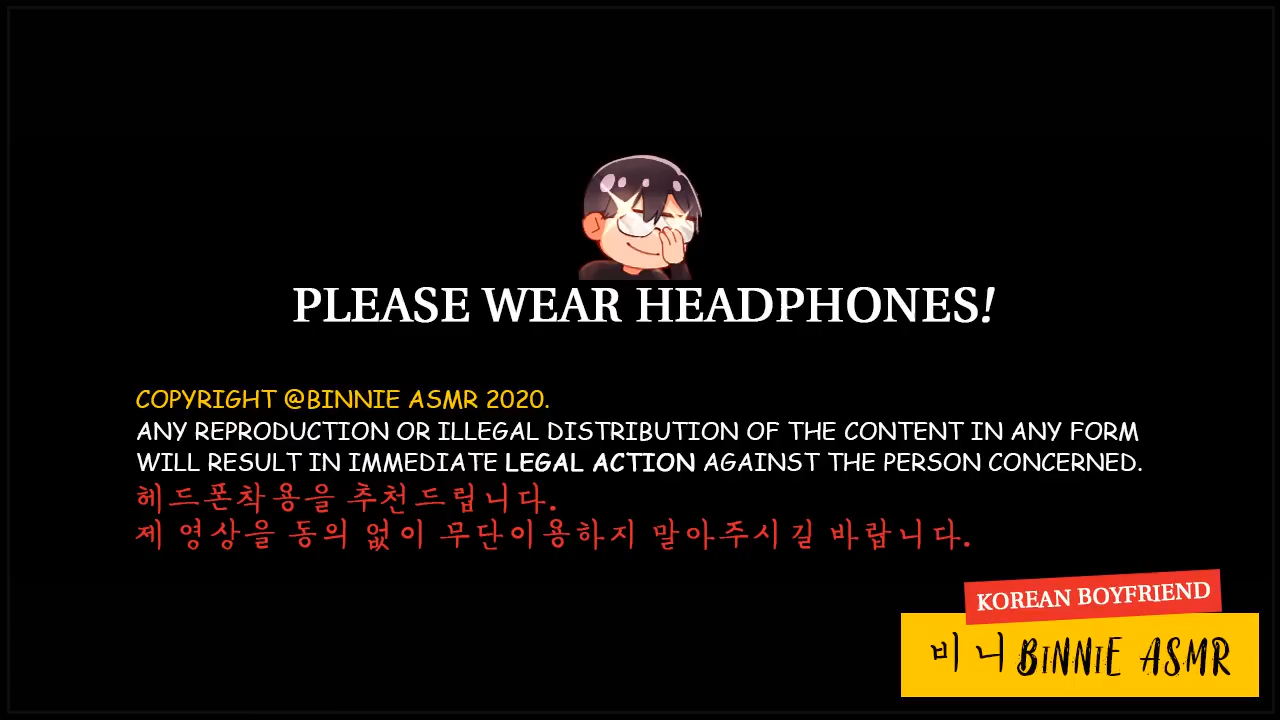 PLEASE WEAR HEADPHONES!
COPYRIGHT @BINNIE ASMR 2020.
ANY REPRODUCTION OR ILLEGAL DISTRIBUTION OF THE CONTENT IN ANY FORM
WILL RESULT IN IMMEDIATE LEGAL ACTION AGAINST THE PERSON CONCERNED.
헤드폰착용을 추천드립니다.
제 영상을 동의 없이 무단이용하지 말아주시길 바랍니다.
KOREAN BOYFRIEND
비니 BINNIE ASMR